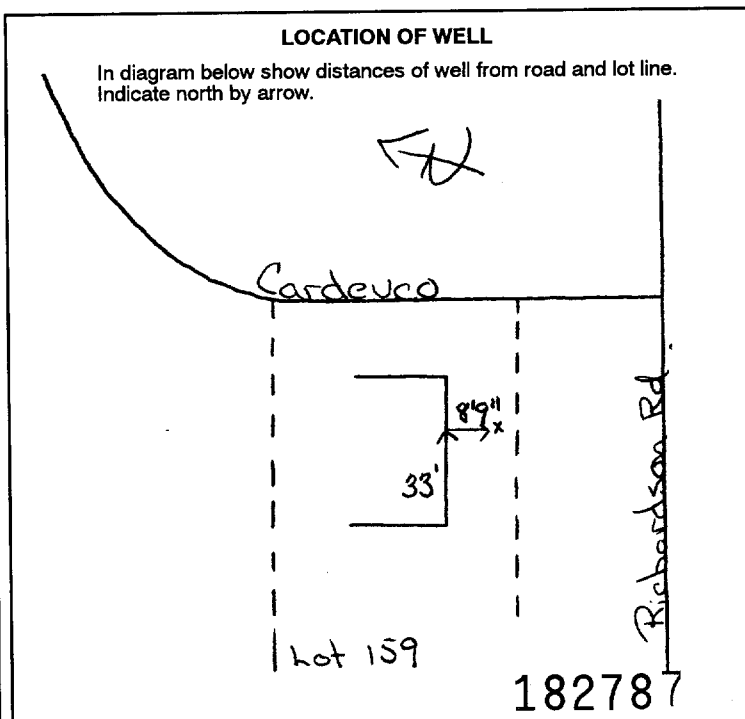 LOCATION OF WELL
In diagram below show distances of well from road and lot line.
Indicate north by arrow.
N
Cardevco
8'9"
x
33'
Richardson Rd.
Lot 159
182787